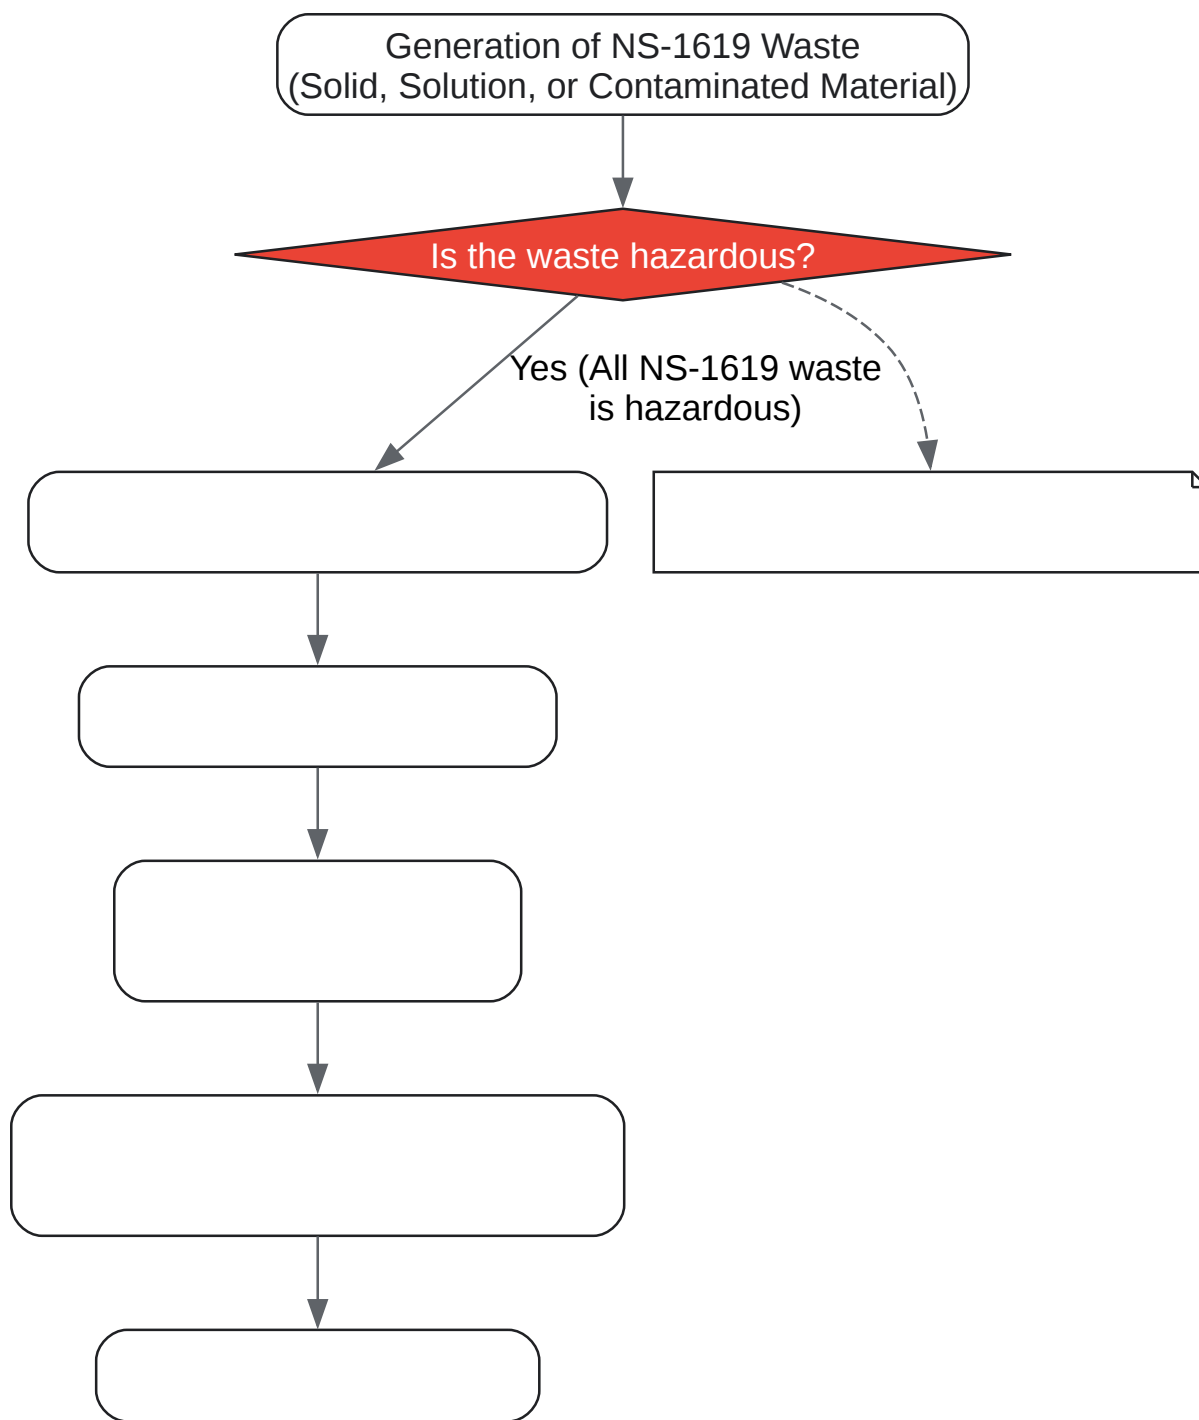 Generation of NS-1619 Waste
(Solid, Solution, or Contaminated Material)
Is the waste hazardous?
Yes (All NS-1619 waste
is hazardous)